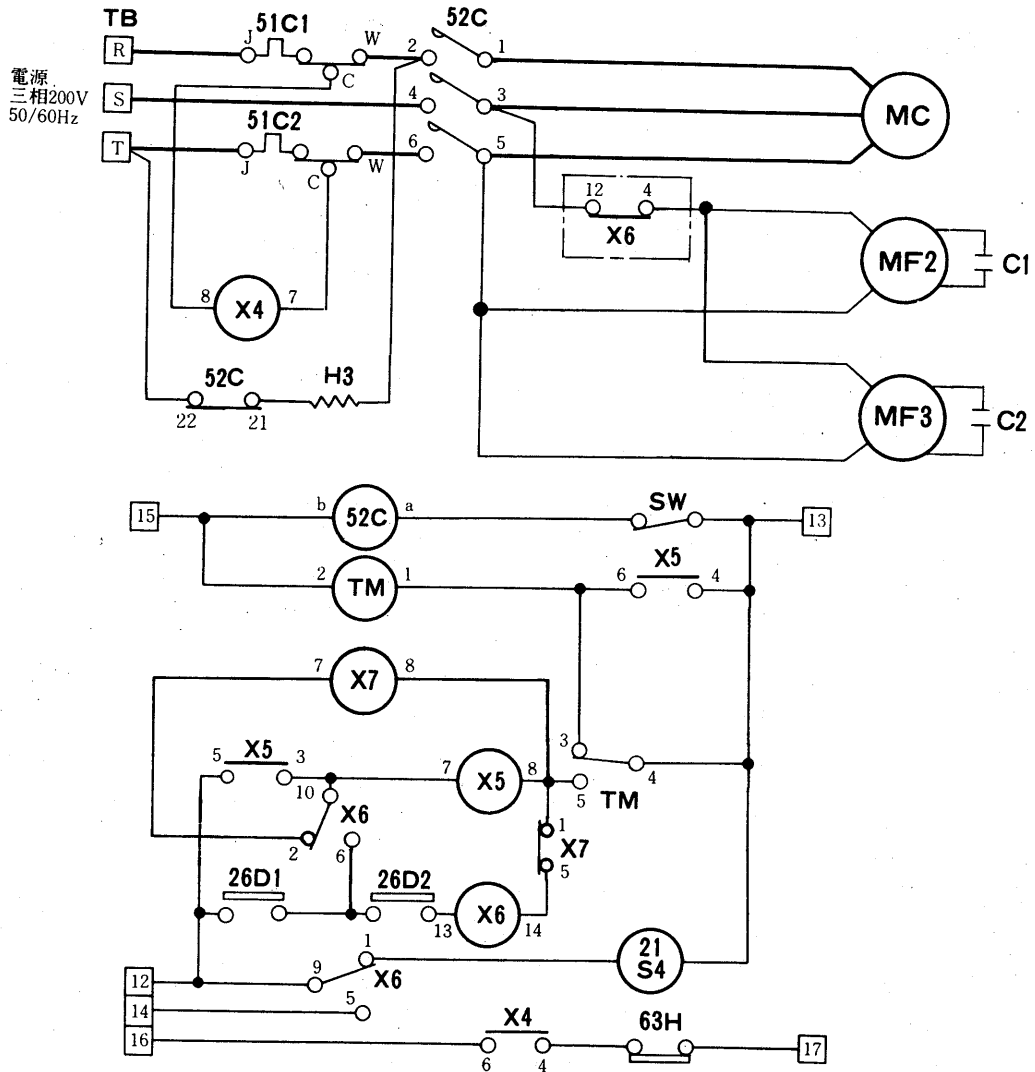 TB
51C1
52C
R
J
W
C
2
1
電源
三相200V
50/60Hz
S
4
3
MC
51C2
T
J
W
C
6
5
12
4
X6
MF2
C1
8
X4
7
52C
H3
22
21
MF3
C2
15
b
52C
a
SW
13
2
TM
1
X5
6
4
7
X7
8
5
X5
3
7
X5
8
3
4
5
TM
10
X6
2
6
1
X7
5
26D1
26D2
13
X6
14
1
9
X6
5
21
S4
12
14
16
X4
6
4
63H
17